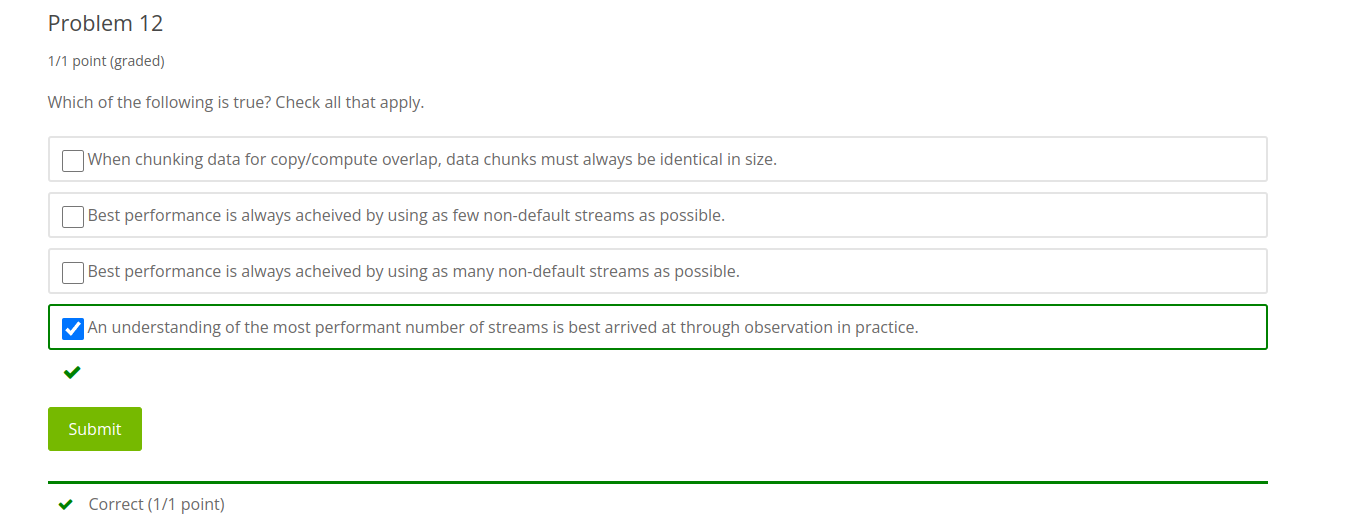 Problem 12
1/1 point (graded)
Which of the following is true? Check all that apply.
When chunking data for copy/compute overlap, data chunks must always be identical in size.
Best performance is always acheived by using as few non-default streams as possible.
Best performance is always acheived by using as many non-default streams as possible.
An understanding of the most performant number of streams is best arrived at through observation in practice.
Submit
Correct (1/1 point)